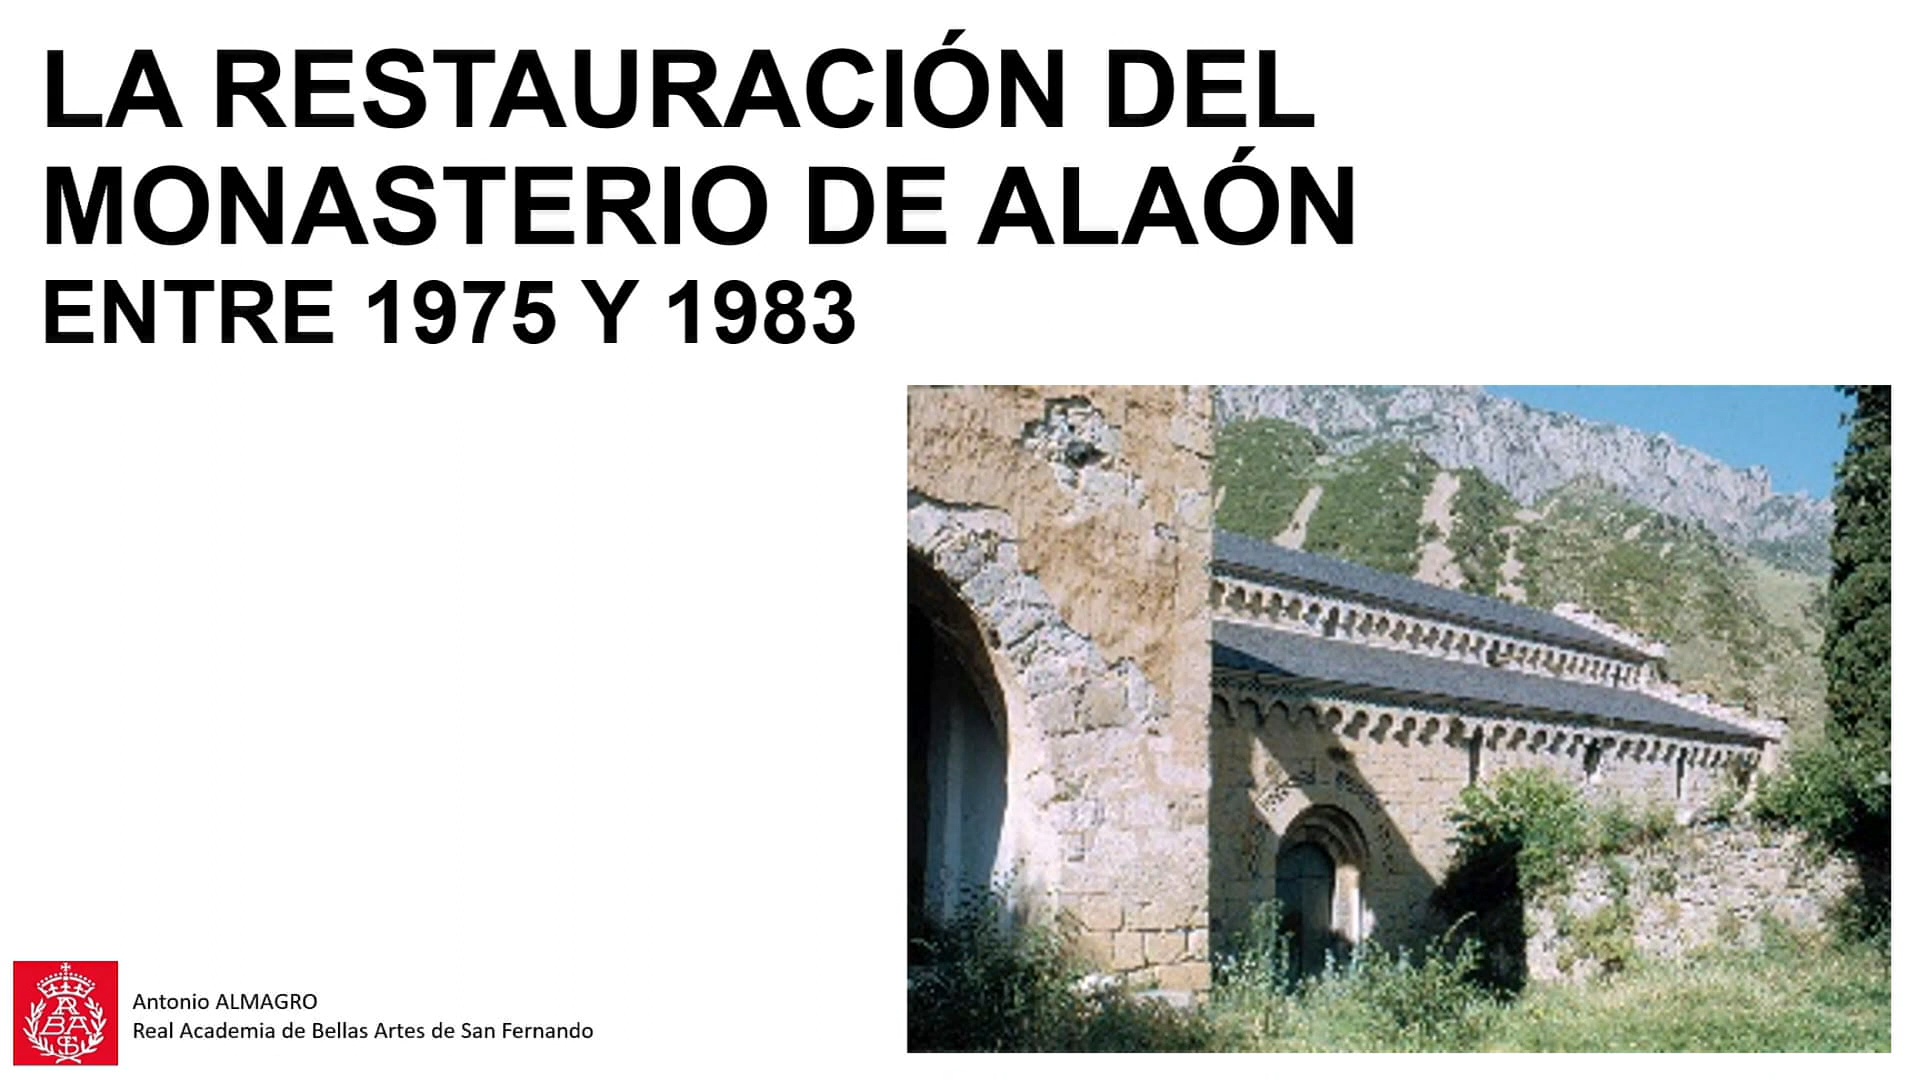 LA RESTAURACIÓN DEL
MONASTERIO DE ALAÓN
ENTRE 1975 Y 1983
Antonio ALMAGRO
Real Academia de Bellas Artes de San Fernando